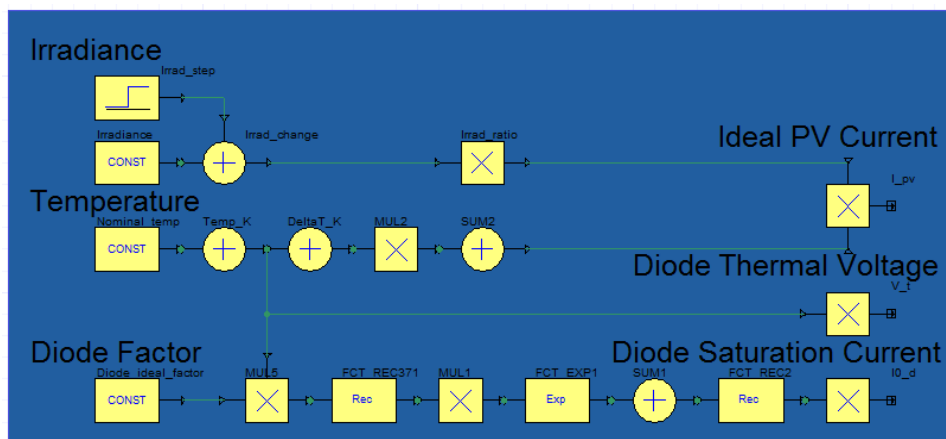 Irradiance
Irrad_step
Irradiance Irrad_change Irrad_ratio
CONST
Ideal PV Current
I_pv
Temperature
Nominal_temp Temp_K DeltaT_K MUL2 SUM2
CONST
Diode Thermal Voltage
V_t
Diode Factor Diode Saturation Current
Diode_ideal_factor MUL5 FCT_REC371 MUL1 FCT_EXP1 SUM1 FCT_REC2 I0_d
CONST Rec Exp Rec